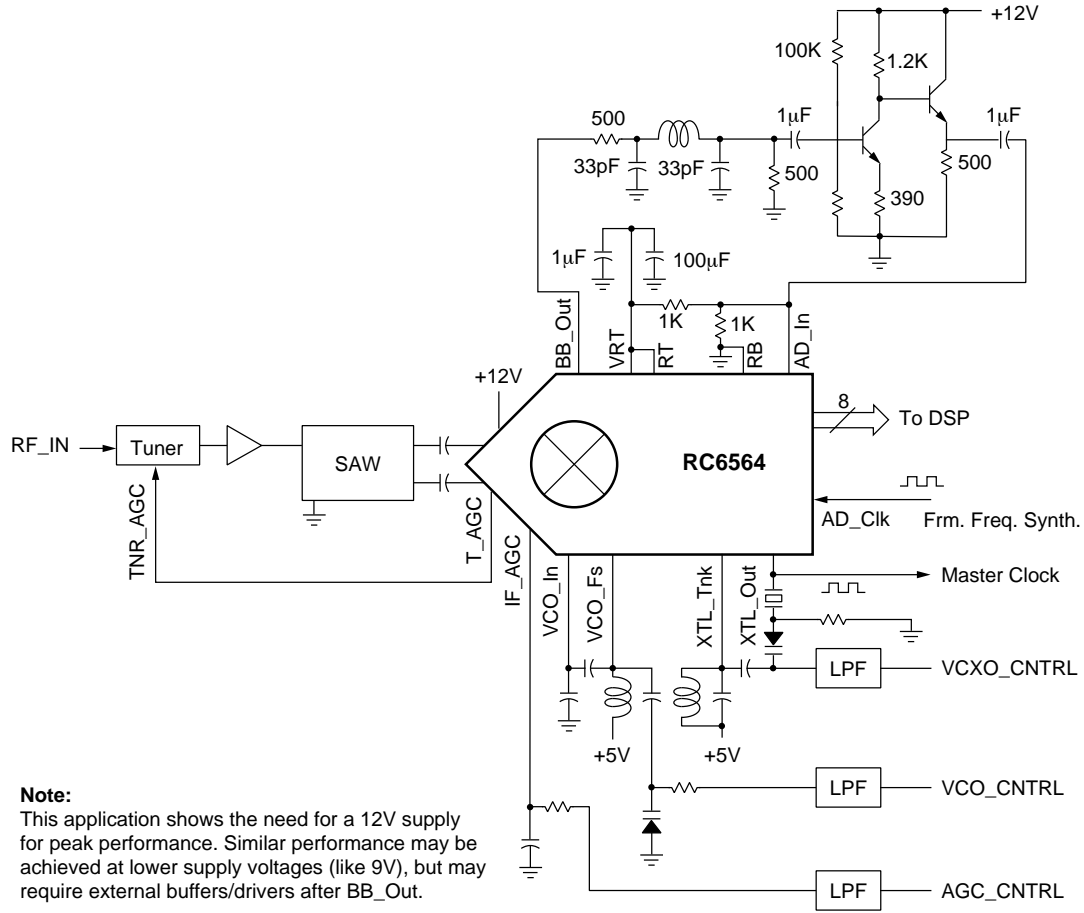 +12V
100K
1.2K
500
1µF
1µF
33pF
33pF
500
500
390
1µF
100µF
1K
1K
BB_Out
VRT
RT
RB
AD_In
+12V
8
To DSP
RF_IN
Tuner
SAW
RC6564
AD_Clk
Frm. Freq. Synth.
TNR_AGC
T_AGC
IF_AGC
VCO_In
VCO_Fs
XTL_Tnk
XTL_Out
Master Clock
LPF
VCXO_CNTRL
+5V
+5V
LPF
VCO_CNTRL
Note:
This application shows the need for a 12V supply
for peak performance. Similar performance may be
achieved at lower supply voltages (like 9V), but may
require external buffers/drivers after BB_Out.
LPF
AGC_CNTRL